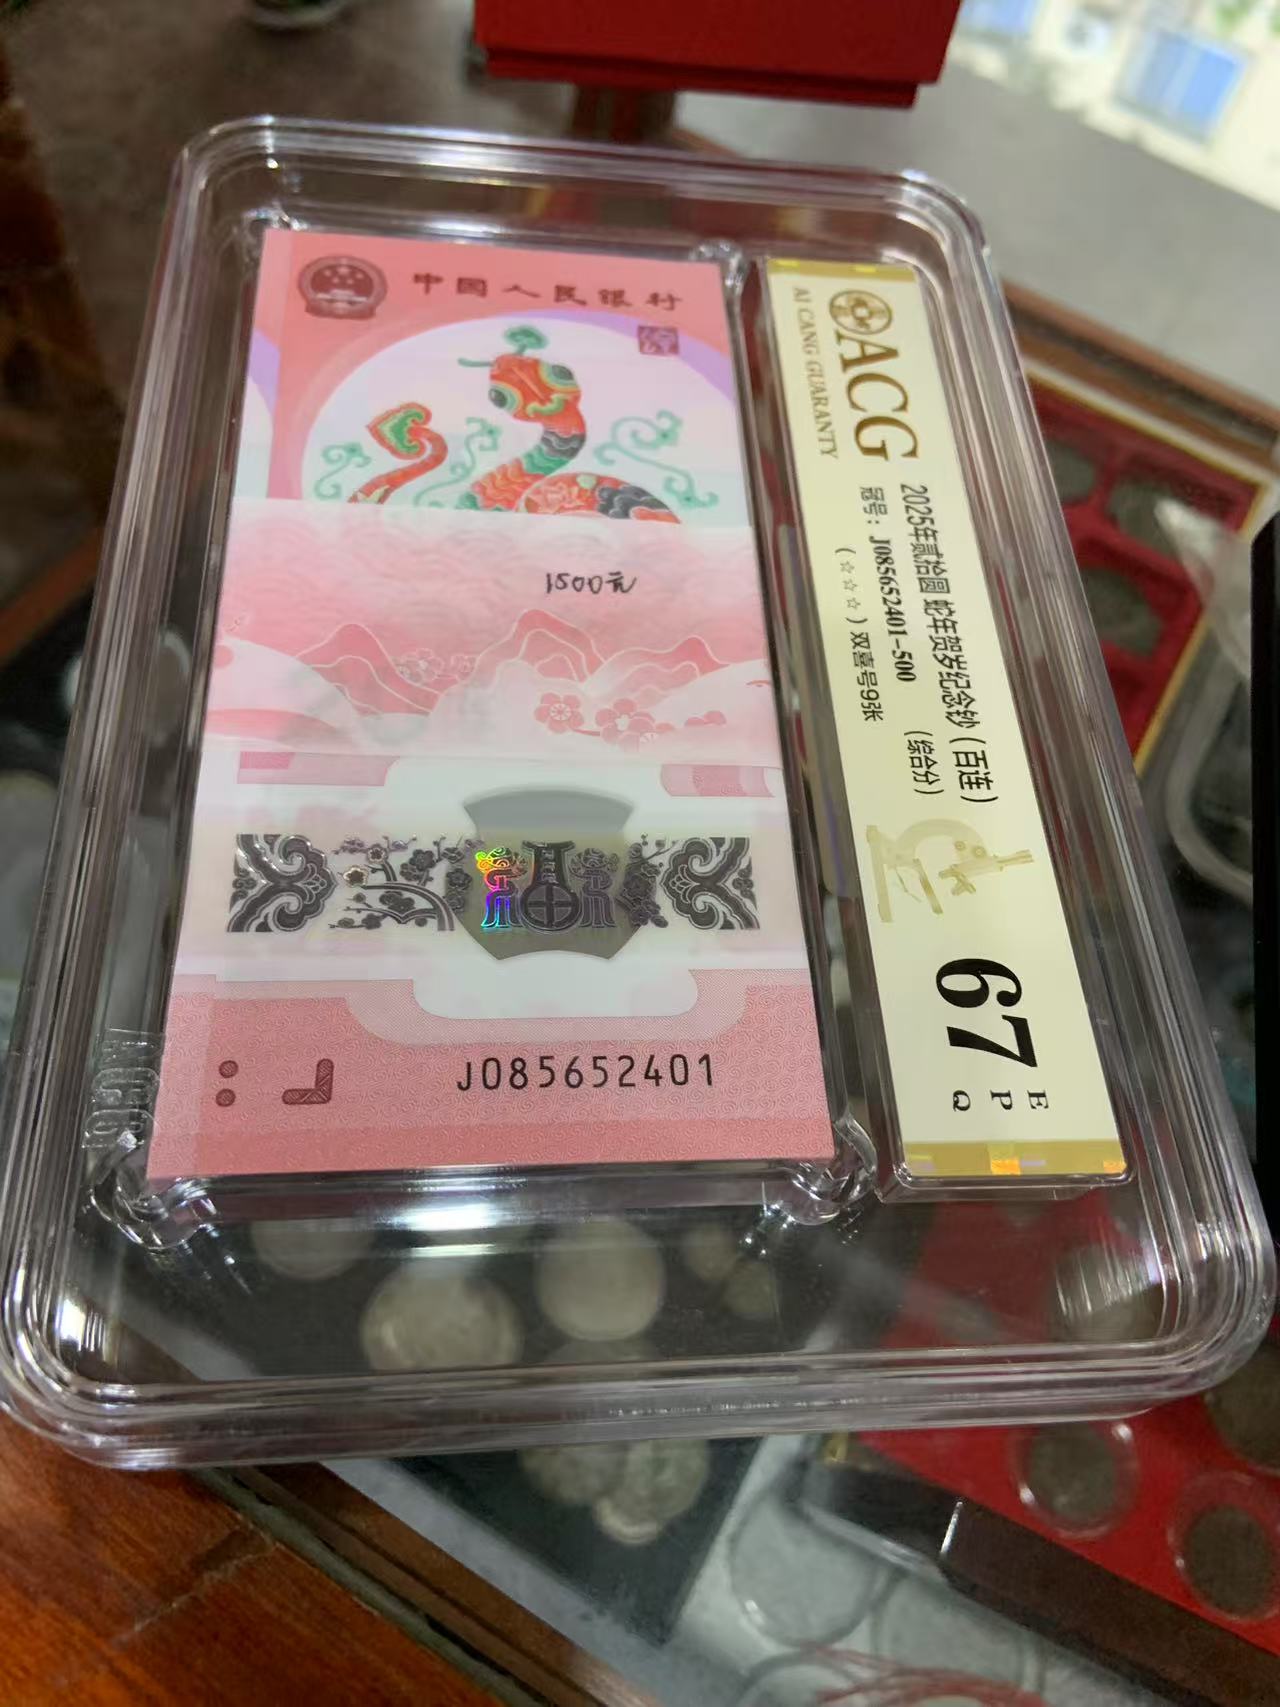 中国人民银行
1500元
J085652401
ACG
AI CANG GUARANTY
2025年贰拾圆 蛇年贺岁纪念钞(百连)
冠号:J085652401-500 (综合分)
(☆☆☆)双喜号9张
67
E
P
Q
ACG